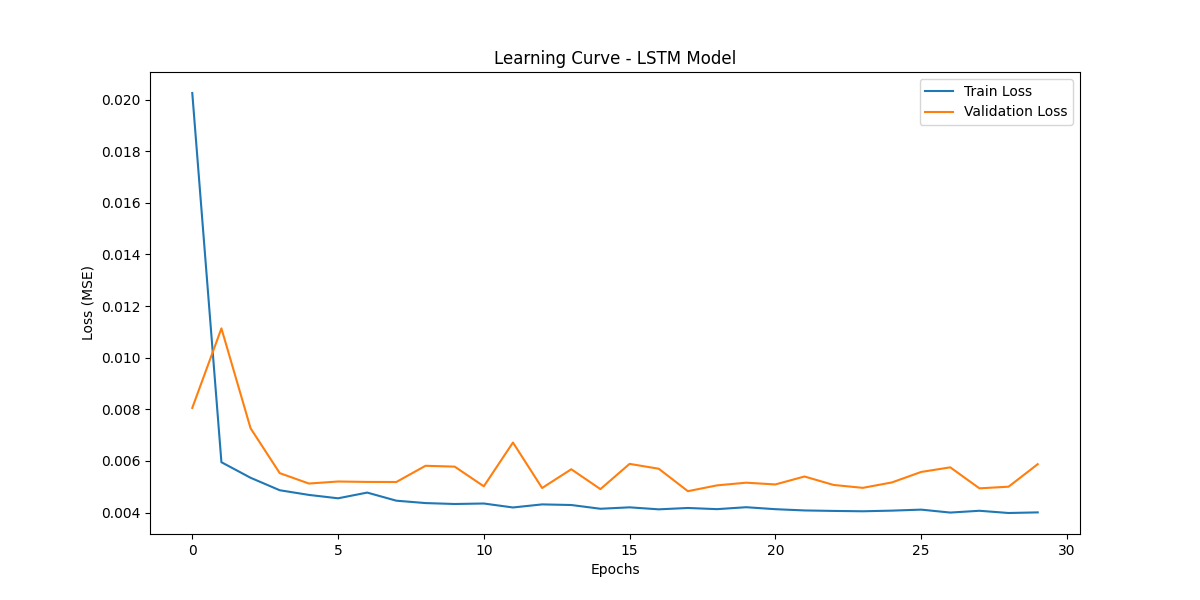 Learning Curve - LSTM Model
Train Loss
Validation Loss
Loss (MSE)
0.020
0.018
0.016
0.014
0.012
0.010
0.008
0.006
0.004
0 5 10 15 20 25 30
Epochs